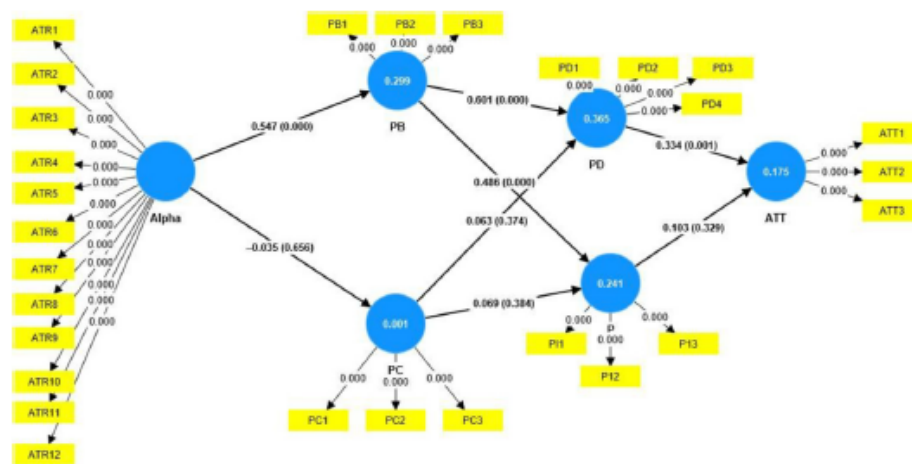 ATR1
ATR2
ATR3
ATR4
ATR5
ATR6
ATR7
ATR8
ATR9
ATR10
ATR11
ATR12
0.000
0.000
0.000
0.000
0.000
0.000
0.000
0.000
0.000
0.000
0.000
Alpha
0.547 (0.000)
-0.035 (0.656)
PB1
PB2
PB3
0.000
0.000
0.000
0.299
PB
0.601 (0.000)
0.486 (0.000)
0.063 (0.374)
0.069 (0.384)
0.001
PC
0.000
0.000
0.000
PC1
PC2
PC3
PD1
PD2
PD3
PD4
0.000
0.000
0.000
0.000
0.365
PD
0.334 (0.001)
0.103 (0.329)
0.241
P
0.000
0.000
0.000
PI1
P12
P13
0.175
ATT
0.000
0.000
0.000
ATT1
ATT2
ATT3